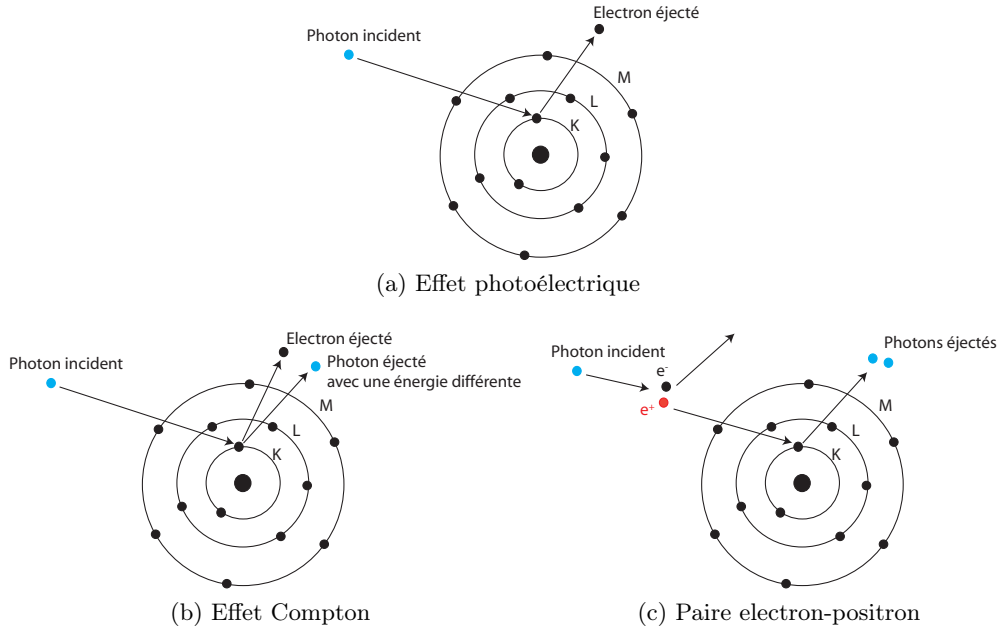 Electron éjecté
Photon incident
M
L
K
(a) Effet photoélectrique
Photon incident
Electron éjecté
Photon éjecté
avec une énergie différente
M
L
K
(b) Effet Compton
Photon incident
e-
e+
Photons éjectés
M
L
K
(c) Paire electron-positron